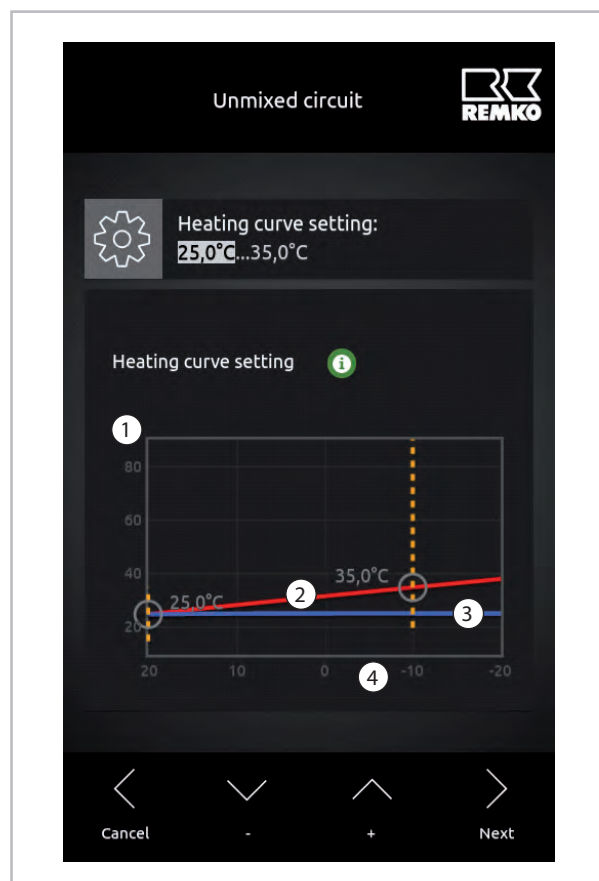 Unmixed circuit
REMKO
Heating curve setting:
25,0°C...35,0°C
Heating curve setting i
1
80
60
40
20
35,0°C
2
25,0°C
3
20 10 0 4 -10 -20
Cancel - + Next